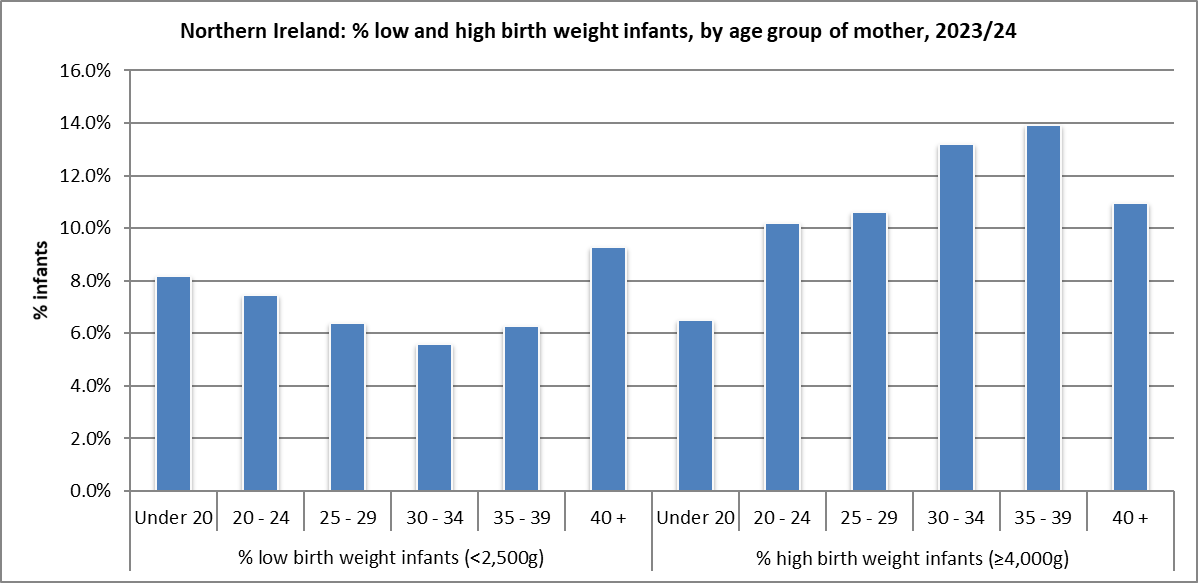 Northern Ireland: % low and high birth weight infants, by age group of mother, 2023/24
16.0%
14.0%
12.0%
10.0%
8.0%
6.0%
4.0%
2.0%
0.0%
% infants
Under 20 20 - 24 25 - 29 30 - 34 35 - 39 40 + Under 20 20 - 24 25 - 29 30 - 34 35 - 39 40 +
% low birth weight infants (<2,500g) % high birth weight infants (≥4,000g)